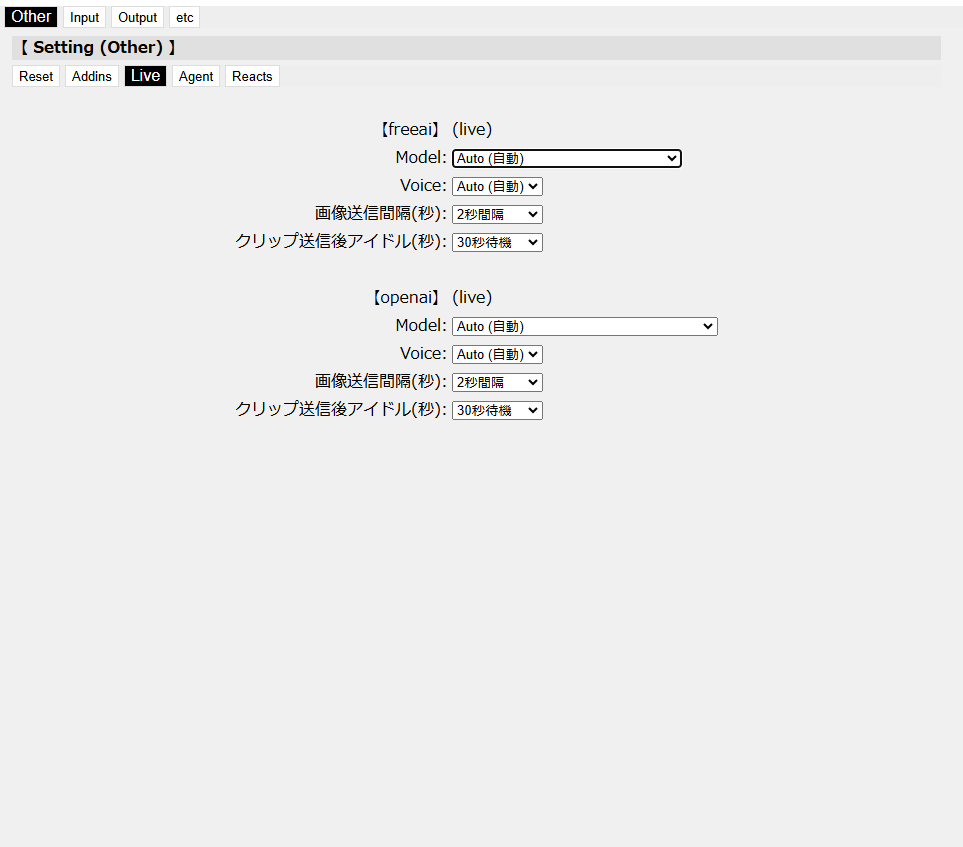 Other Input Output etc
【 Setting (Other) 】
Reset Addins Live Agent Reacts
【freeai】 (live)
Model: Auto (自動)
Voice: Auto (自動)
画像送信間隔(秒): 2秒間隔
クリップ送信後アイドル(秒): 30秒待機
【openai】 (live)
Model: Auto (自動)
Voice: Auto (自動)
画像送信間隔(秒): 2秒間隔
クリップ送信後アイドル(秒): 30秒待機